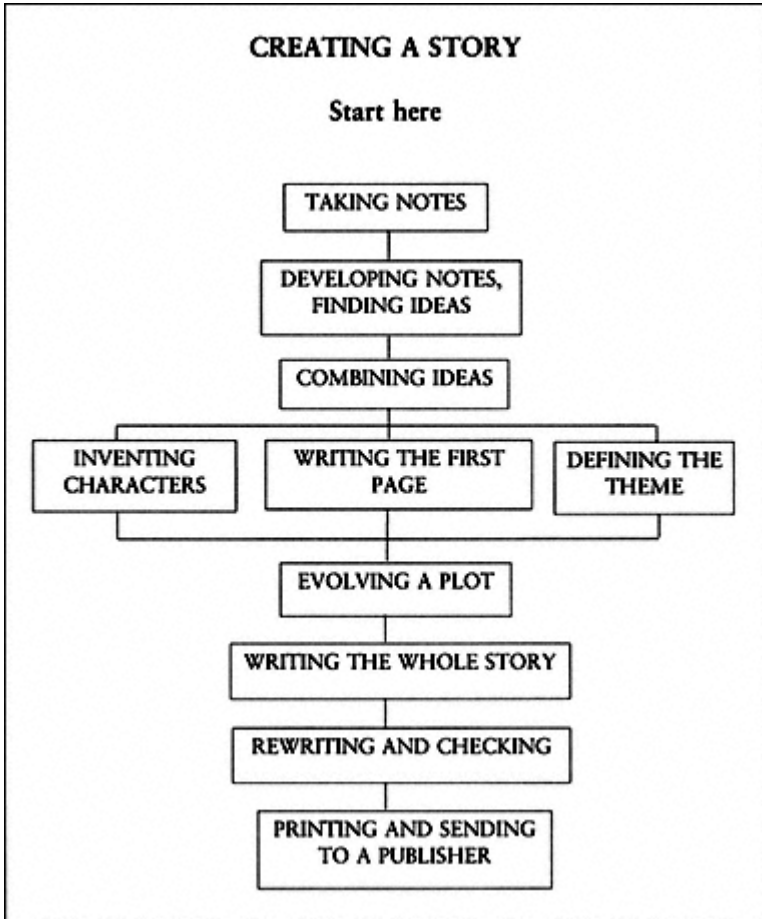 CREATING A STORY
Start here
TAKING NOTES
DEVELOPING NOTES,
FINDING IDEAS
COMBINING IDEAS
INVENTING
CHARACTERS
WRITING THE FIRST
PAGE
DEFINING THE
THEME
EVOLVING A PLOT
WRITING THE WHOLE STORY
REWRITING AND CHECKING
PRINTING AND SENDING
TO A PUBLISHER